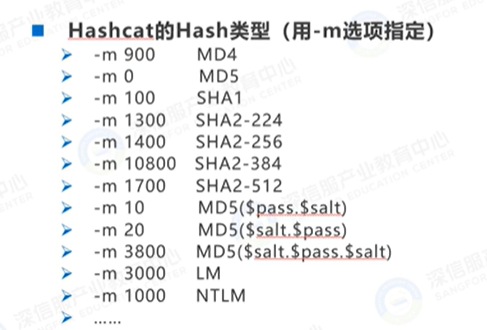 Hashcat的Hash类型（用-m选项指定）
-m 900 MD4
-m 0 MD5
-m 100 SHA1
-m 1300 SHA2-224
-m 1400 SHA2-256
-m 10800 SHA2-384
-m 1700 SHA2-512
-m 10 MD5($pass.$salt)
-m 20 MD5($salt.$pass)
-m 3800 MD5($salt.$pass.$salt)
-m 3000 LM
-m 1000 NTLM
......
深信服产业教育中心
SANGFOR EDUCATION CENTER